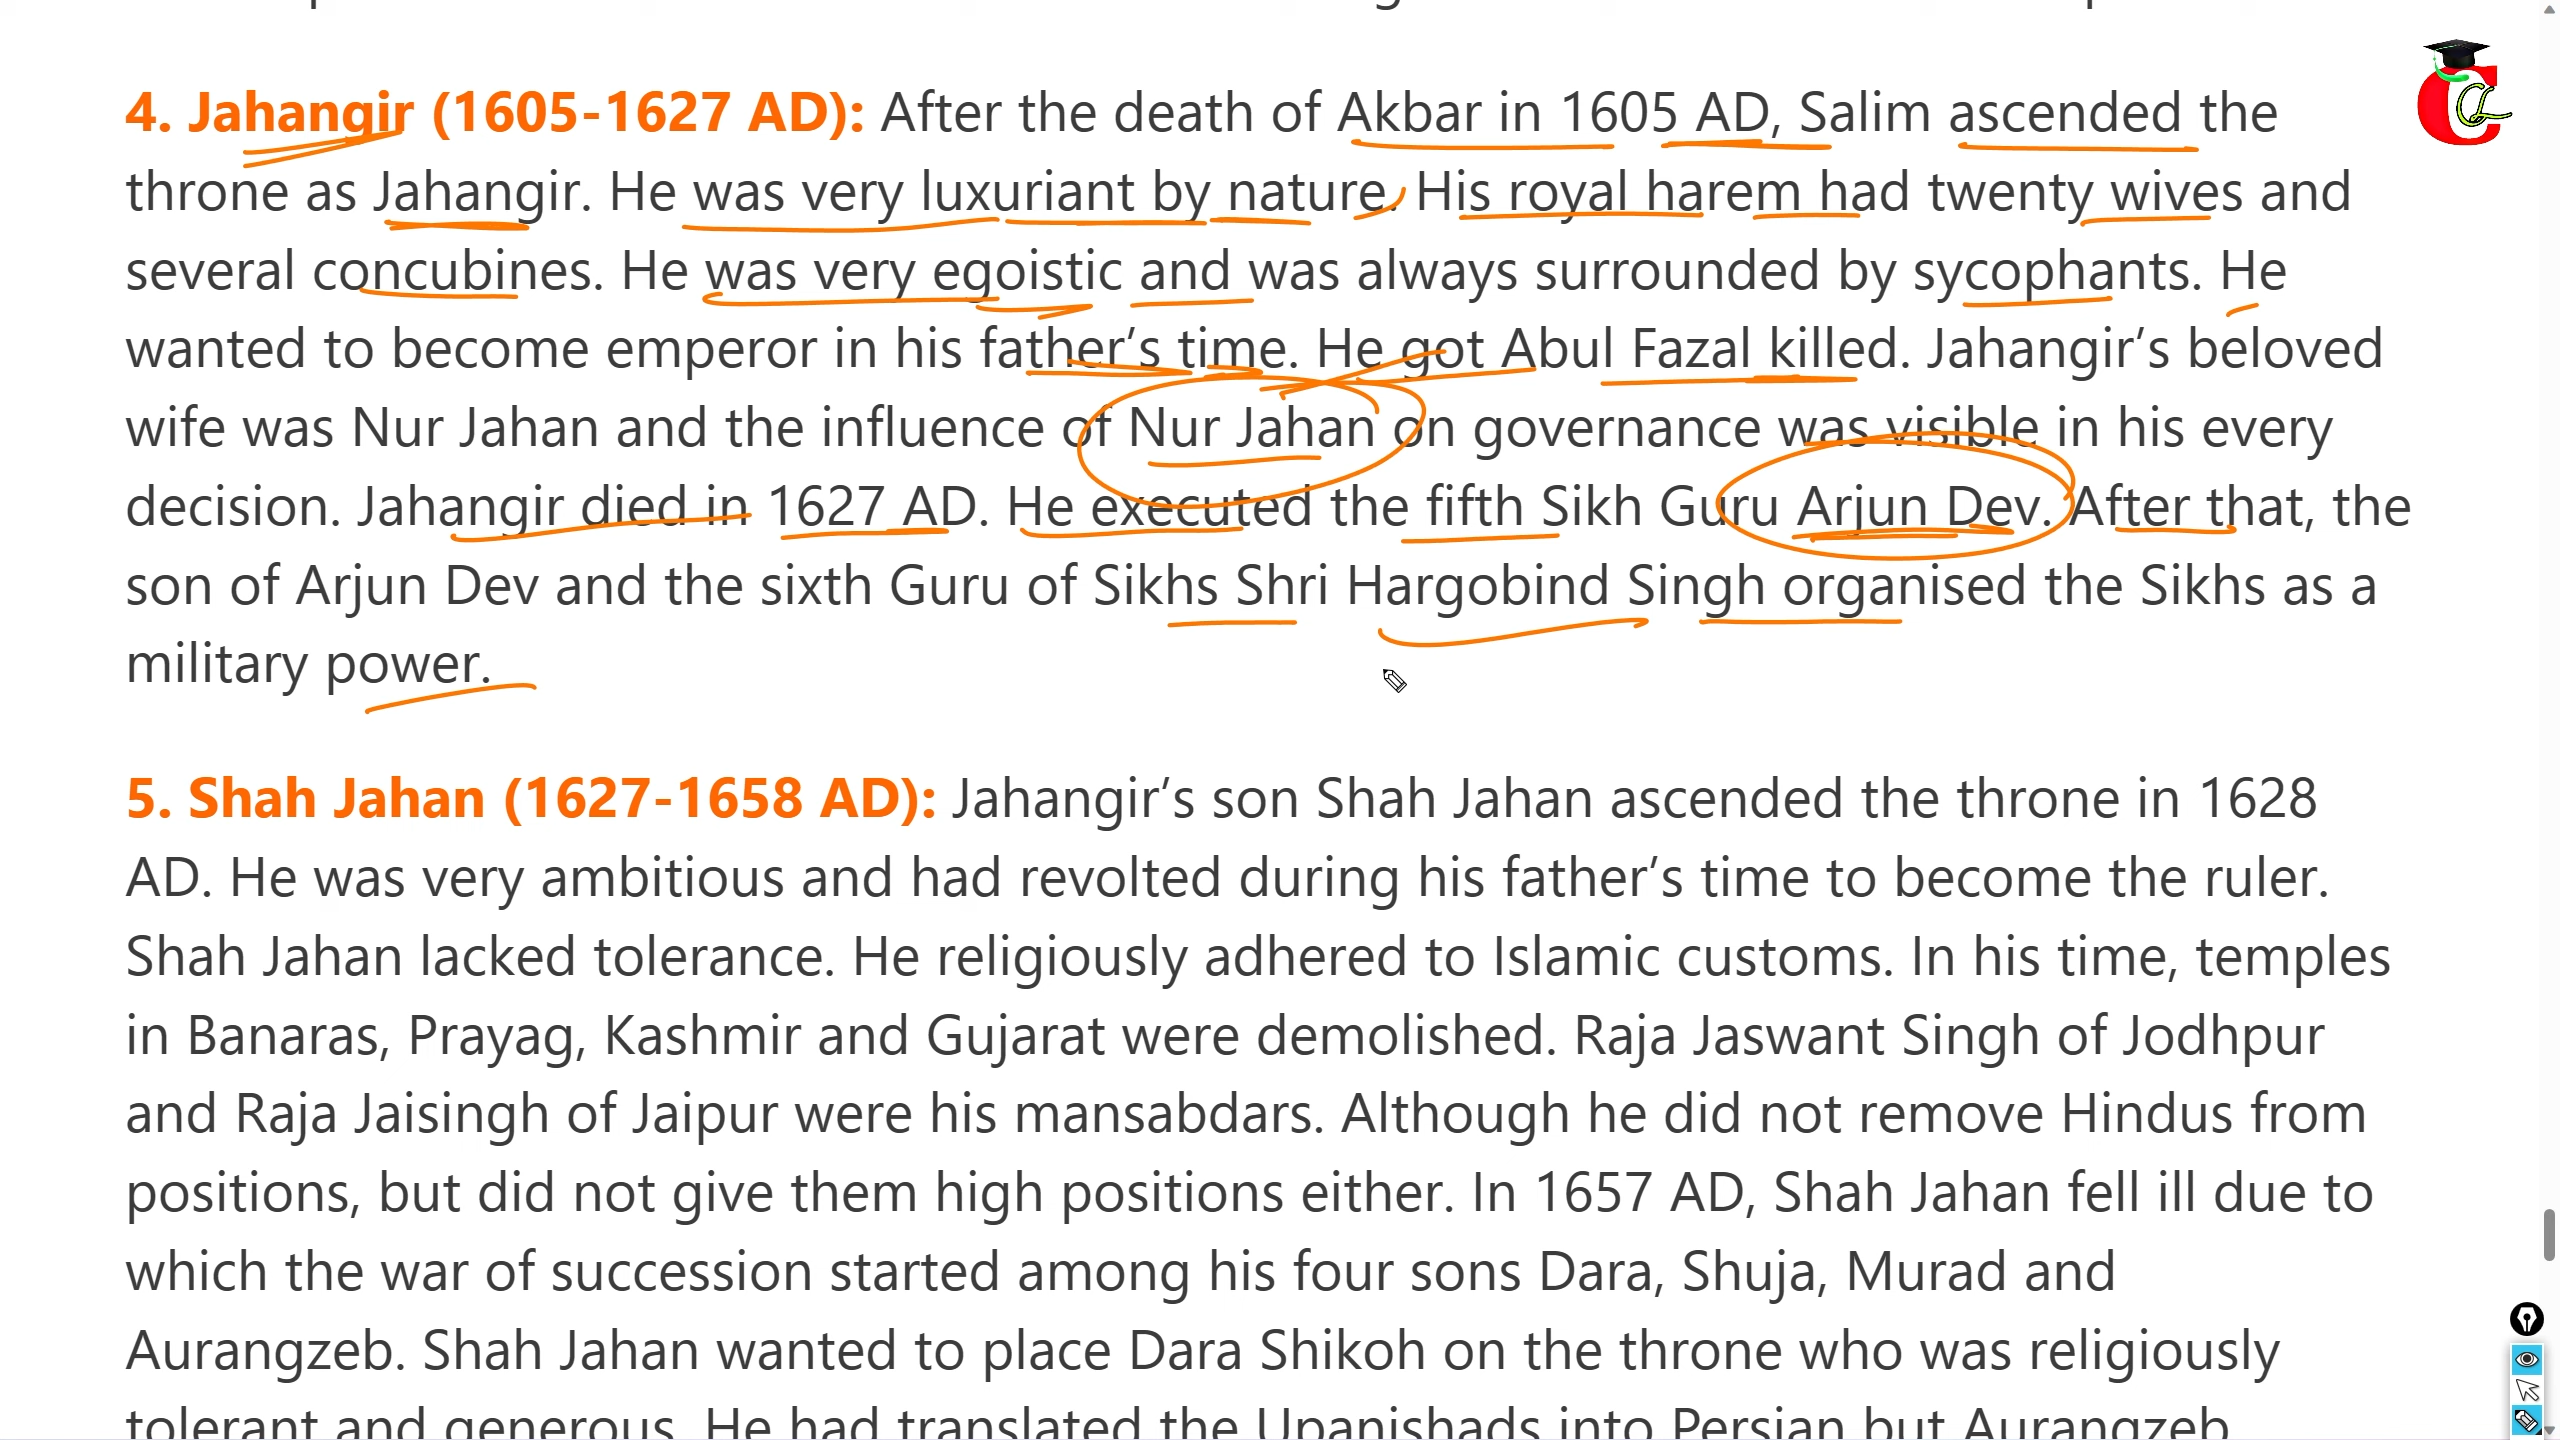 4. Jahangir (1605-1627 AD): After the death of Akbar in 1605 AD, Salim ascended the
throne as Jahangir. He was very luxuriant by nature. His royal harem had twenty wives and
several concubines. He was very egoistic and was always surrounded by sycophants. He
wanted to become emperor in his father’s time. He got Abul Fazal killed. Jahangir’s beloved
wife was Nur Jahan and the influence of Nur Jahan on governance was visible in his every
decision. Jahangir died in 1627 AD. He executed the fifth Sikh Guru Arjun Dev. After that, the
son of Arjun Dev and the sixth Guru of Sikhs Shri Hargobind Singh organised the Sikhs as a
military power.
5. Shah Jahan (1627-1658 AD): Jahangir’s son Shah Jahan ascended the throne in 1628
AD. He was very ambitious and had revolted during his father’s time to become the ruler.
Shah Jahan lacked tolerance. He religiously adhered to Islamic customs. In his time, temples
in Banaras, Prayag, Kashmir and Gujarat were demolished. Raja Jaswant Singh of Jodhpur
and Raja Jaisingh of Jaipur were his mansabdars. Although he did not remove Hindus from
positions, but did not give them high positions either. In 1657 AD, Shah Jahan fell ill due to
which the war of succession started among his four sons Dara, Shuja, Murad and
Aurangzeb. Shah Jahan wanted to place Dara Shikoh on the throne who was religiously
tolerant and generous. He had translated the Upanishads into Persian but Aurangzeb